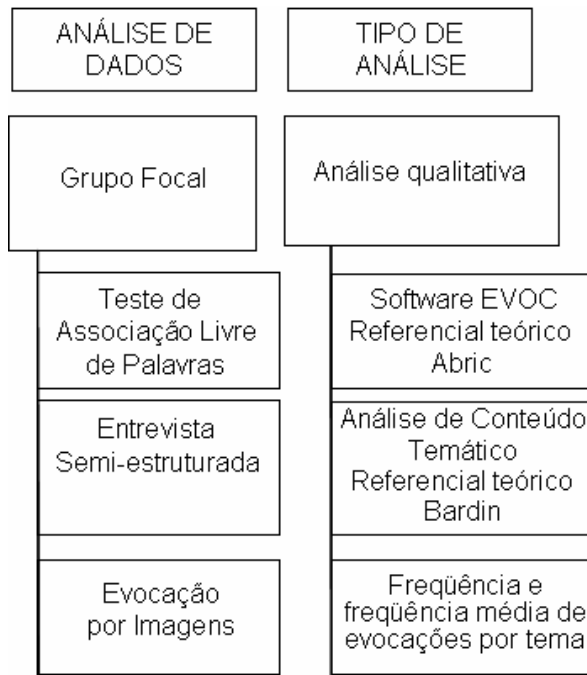 ANÁLISE DE
DADOS
TIPO DE
ANÁLISE
Grupo Focal
Análise qualitativa
Teste de
Associação Livre
de Palavras
Software EVOC
Referencial teórico
Abric
Entrevista
Semi-estruturada
Análise de Conteúdo
Temático
Referencial teórico
Bardin
Evocação
por Imagens
Freqüência e
freqüência média de
evocações por tema